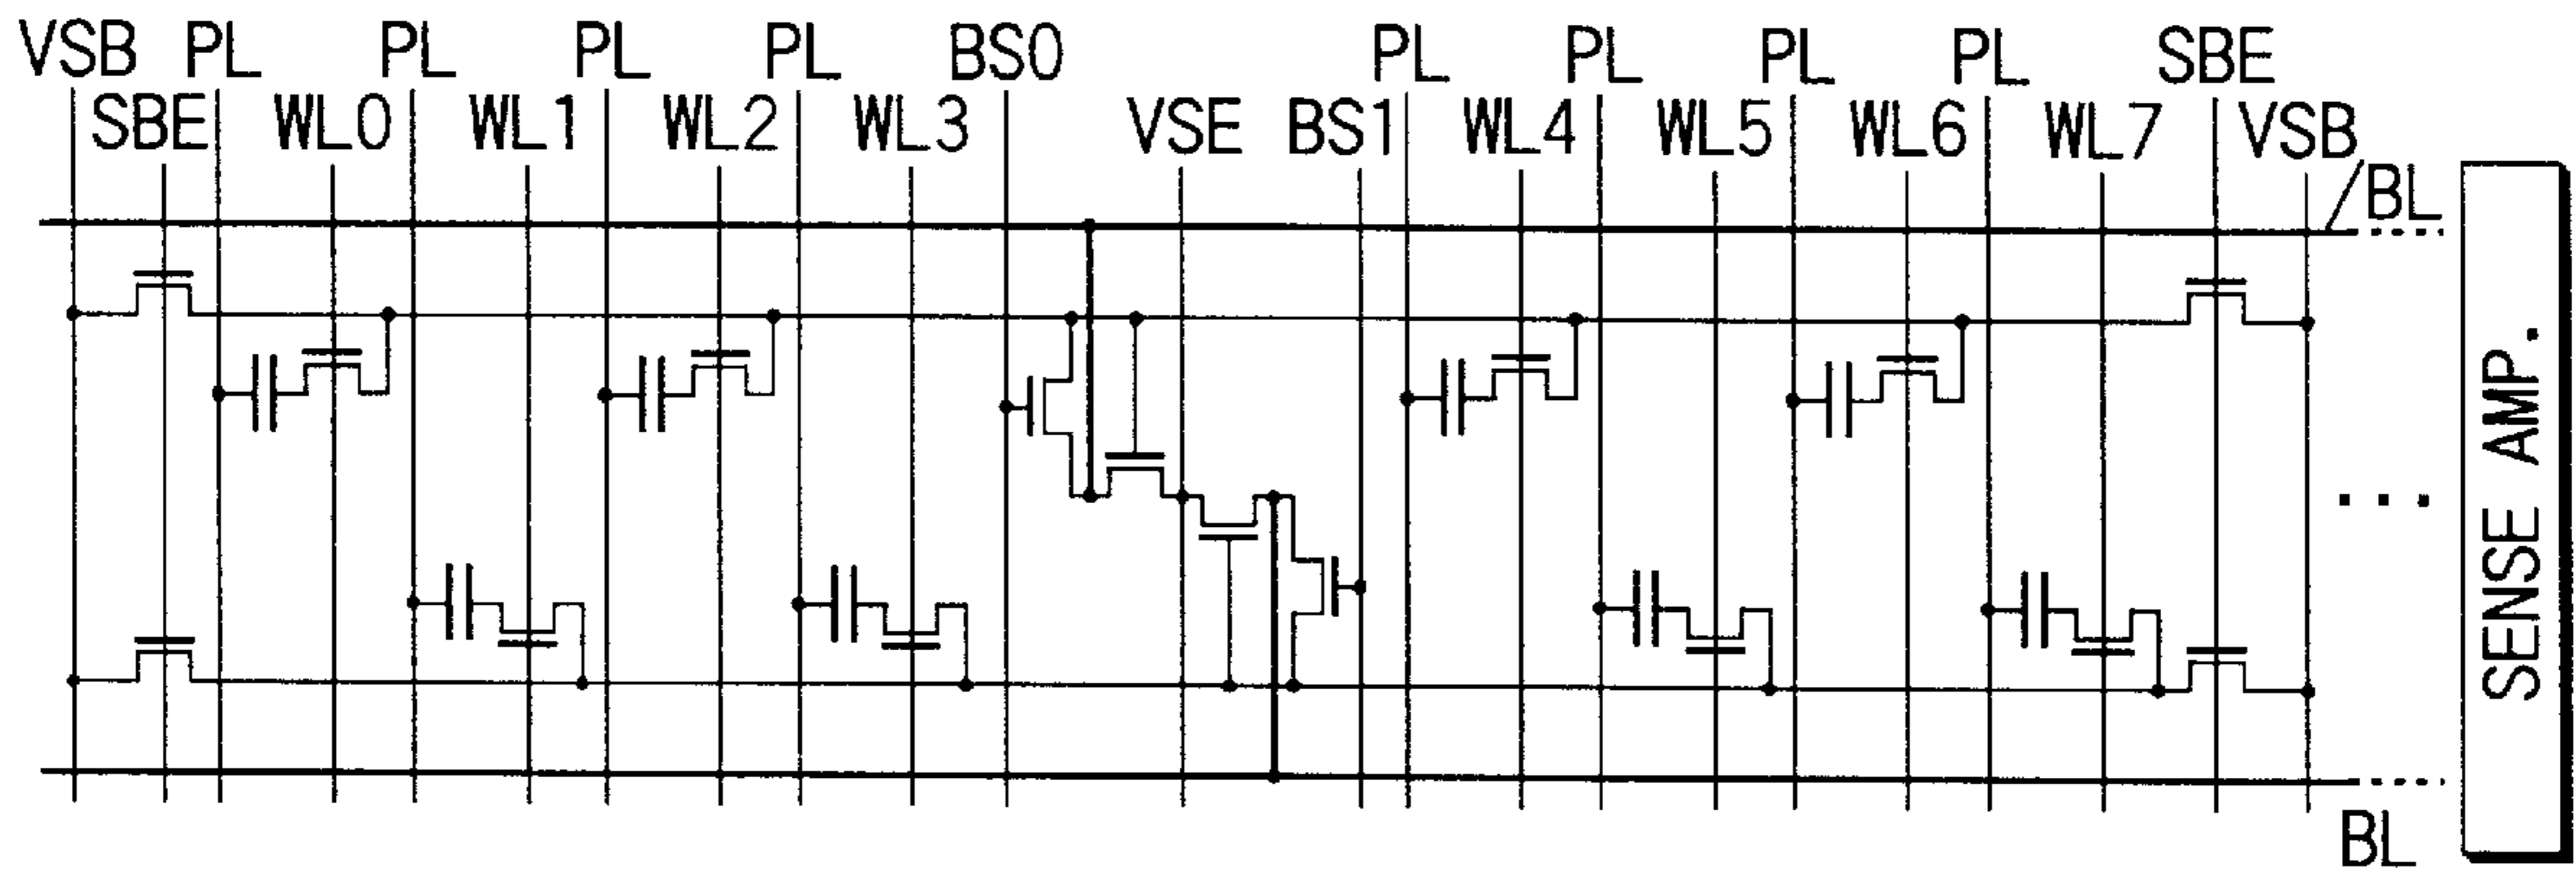 VSB PL PL PL PL BS0 PL PL PL PL SBE
SBE WL0 WL1 WL2 WL3 VSE BS1 WL4 WL5 WL6 WL7 VSB
/BL
SENSE AMP.
BL